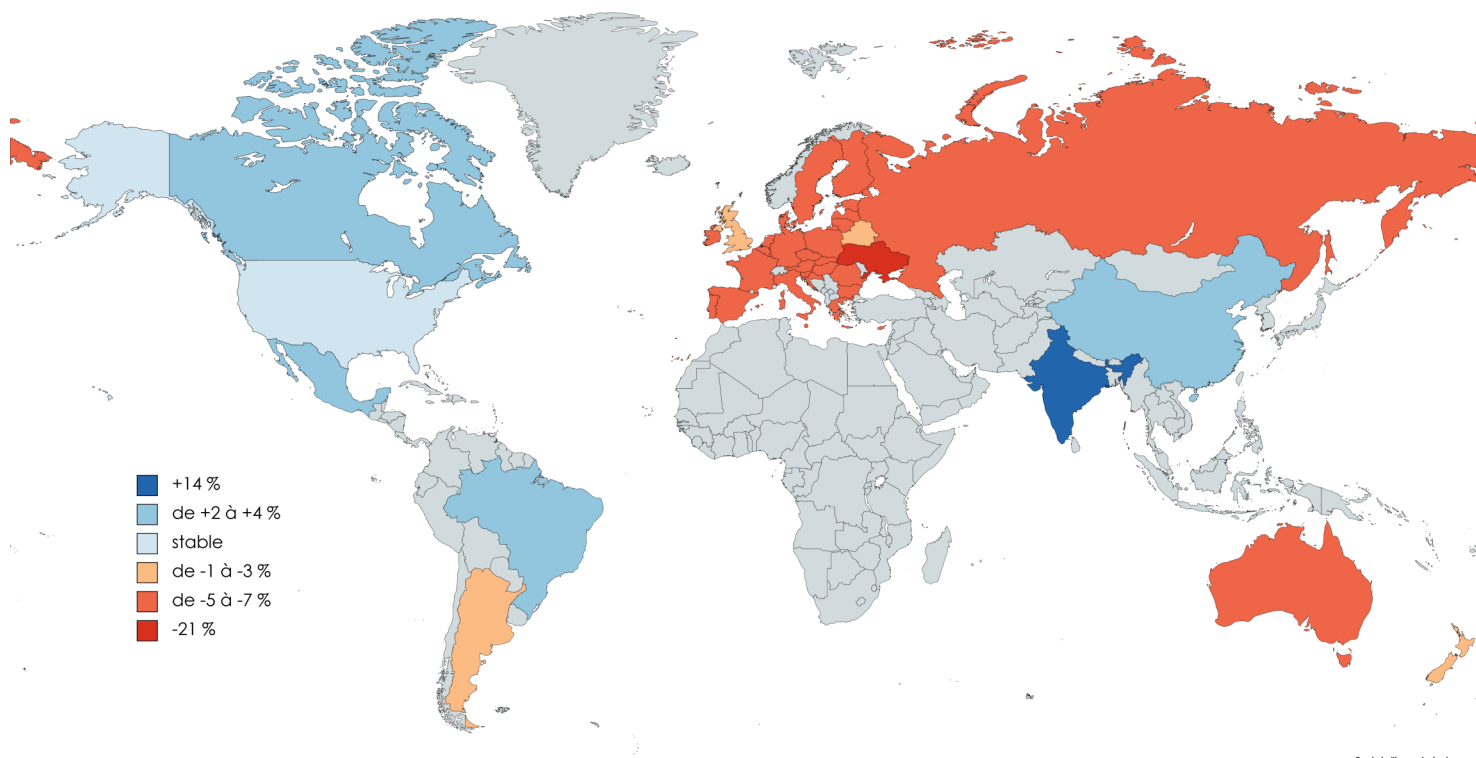 +14 %
de +2 à +4 %
stable
de -1 à -3 %
de -5 à -7 %
-21 %